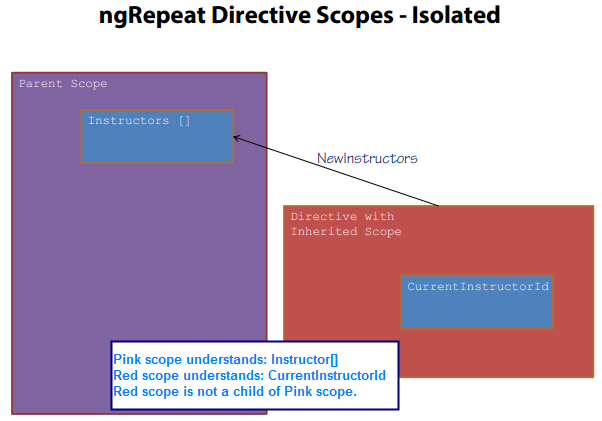 ngRepeat Directive Scopes - Isolated
Parent Scope
Instructors []
NewInstructors
Directive with
Inherited Scope
CurrentInstructorId
Pink scope understands: Instructor[]
Red scope understands: CurrentInstructorId
Red scope is not a child of Pink scope.